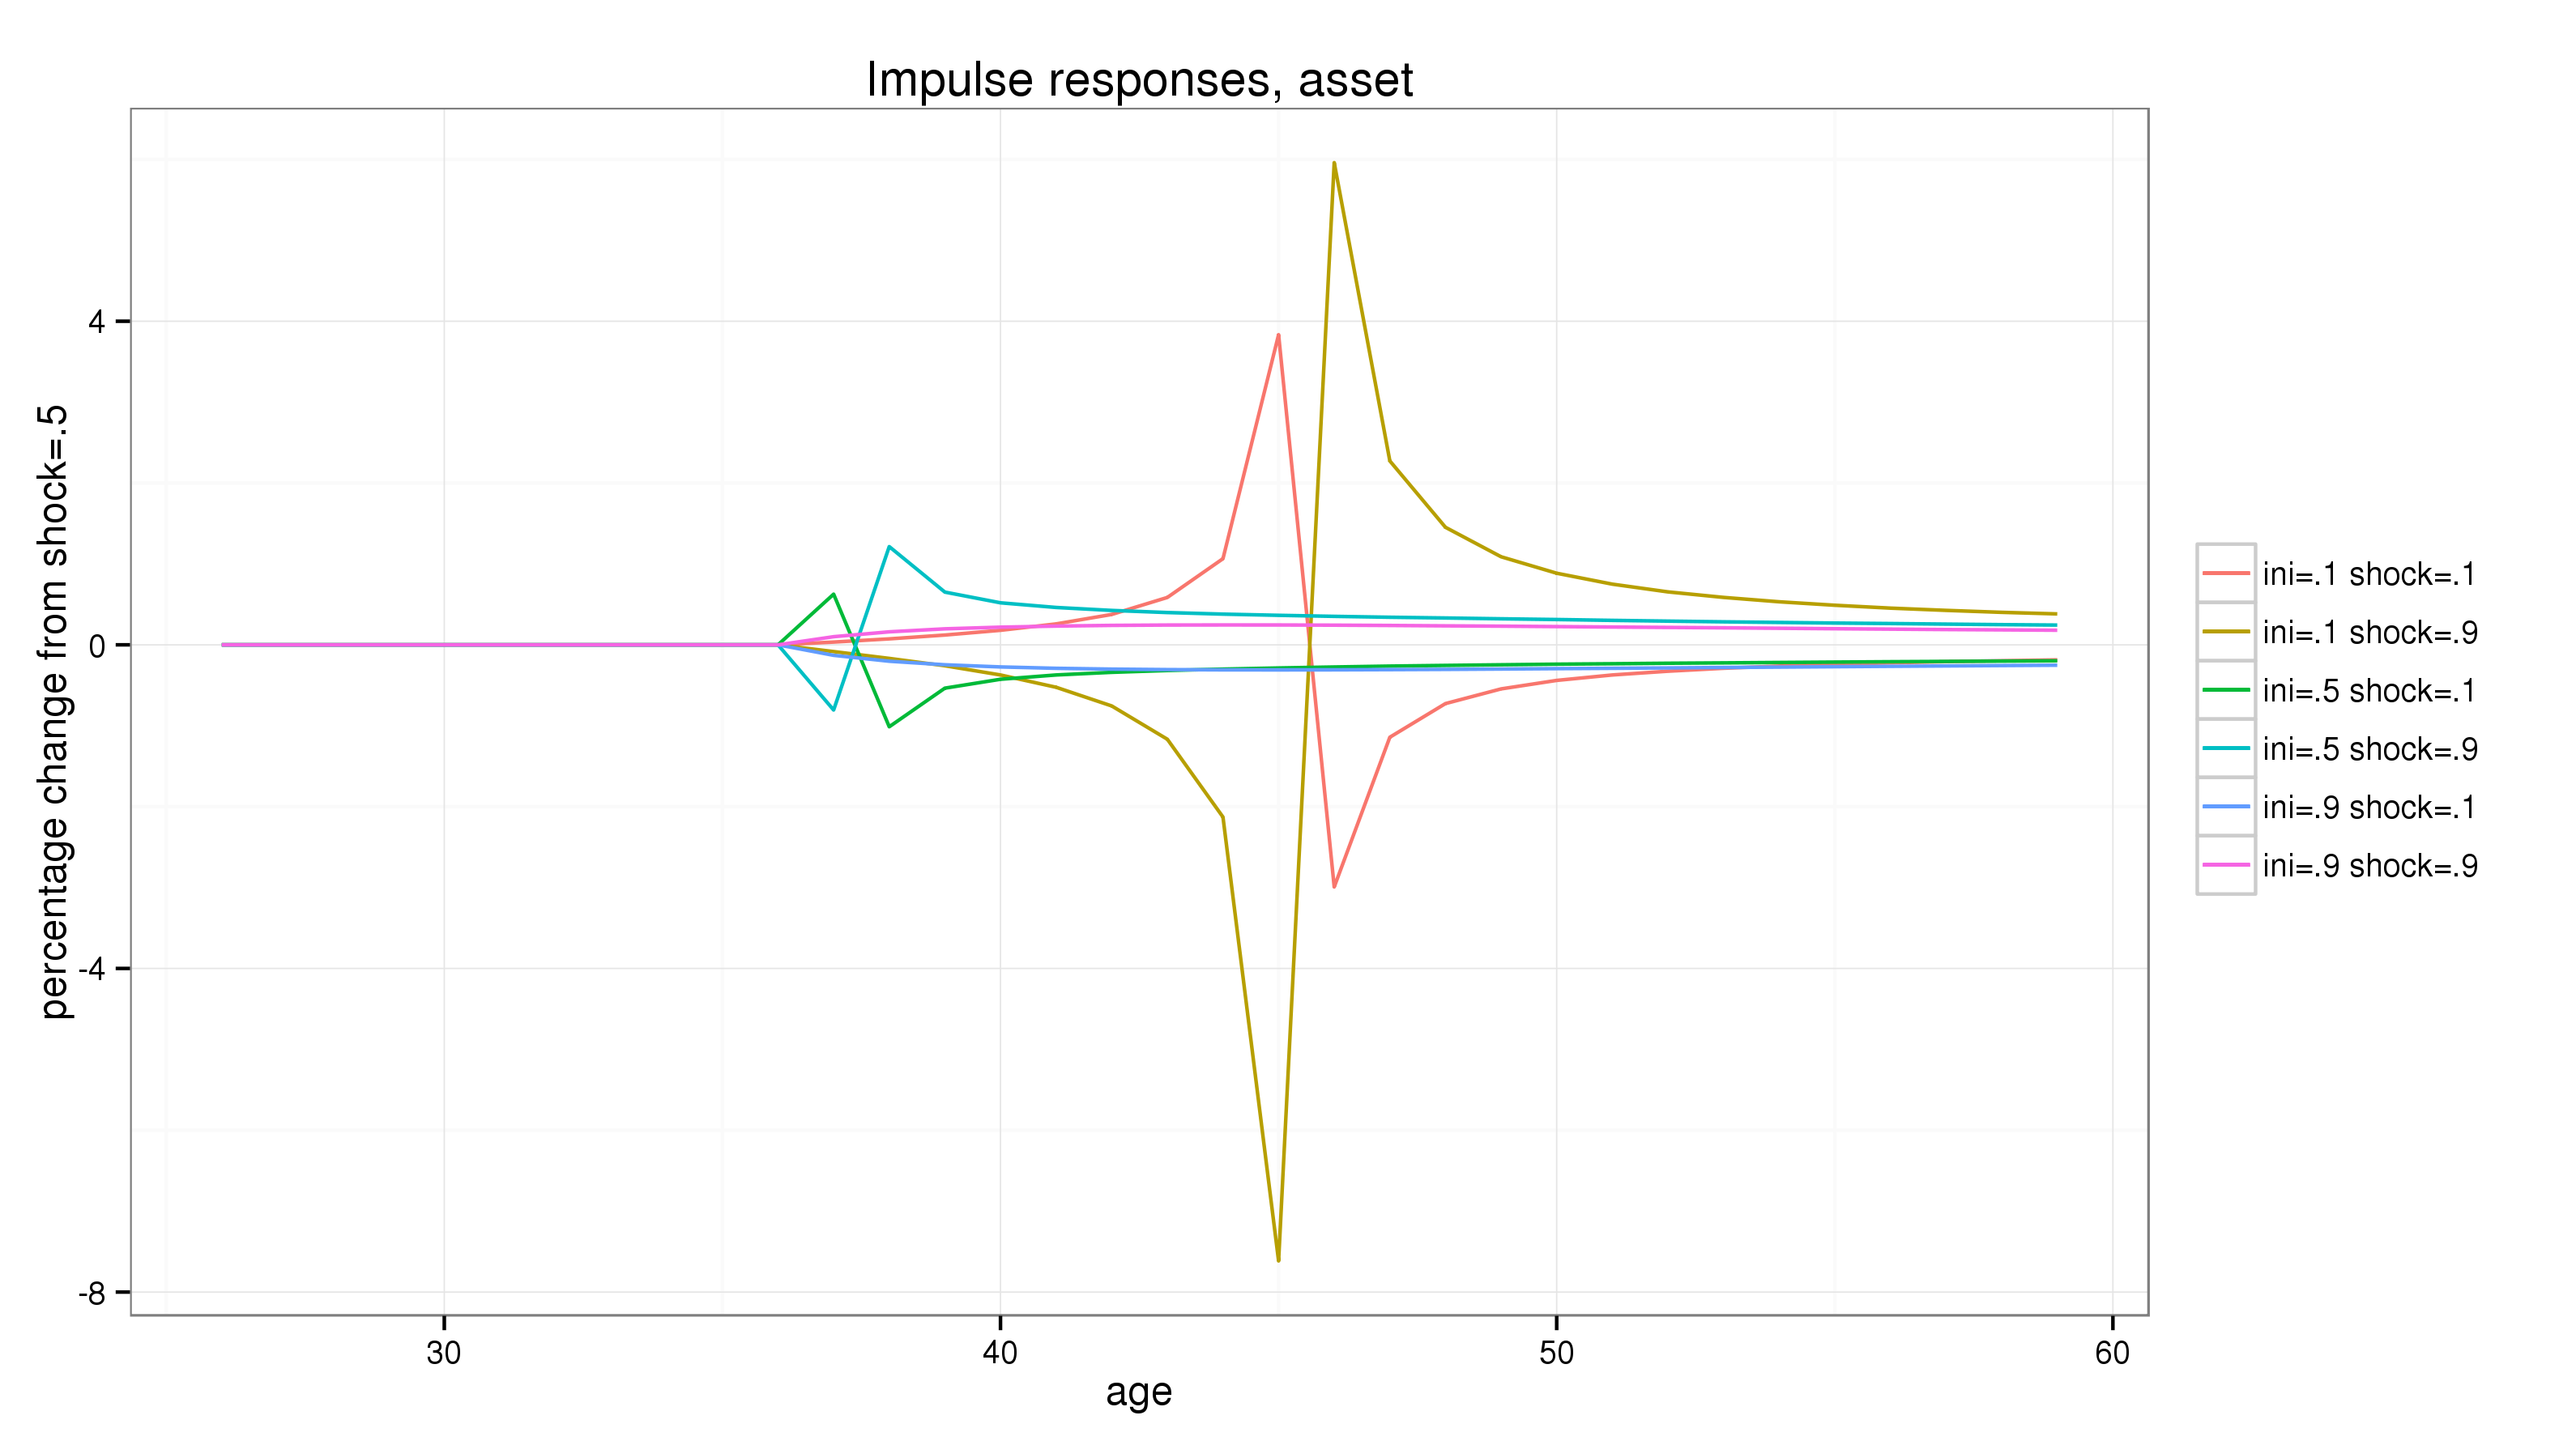 Impulse responses, asset
percentage change from shock=.5
4
0
-4
-8
30
40
50
60
age
ini=.1 shock=.1
ini=.1 shock=.9
ini=.5 shock=.1
ini=.5 shock=.9
ini=.9 shock=.1
ini=.9 shock=.9